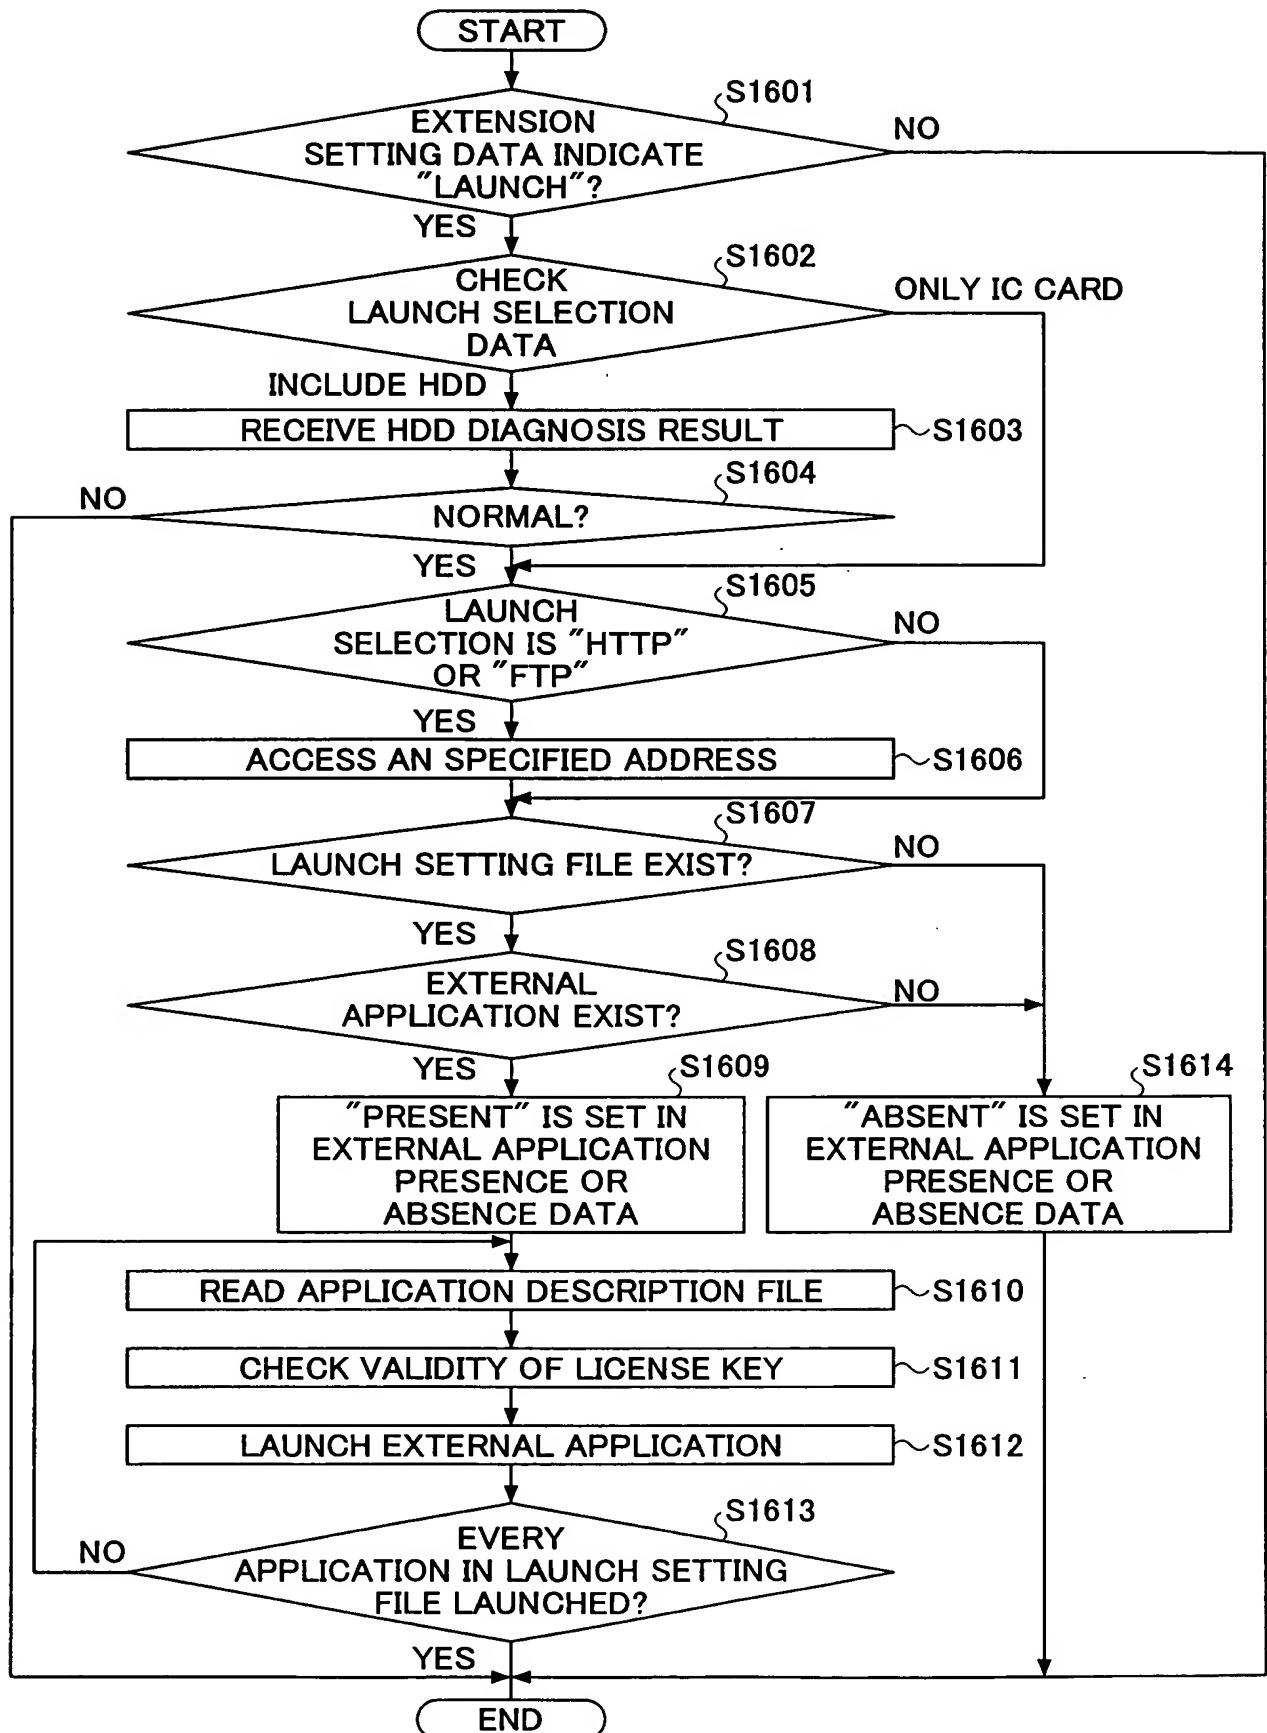 START
S1601
EXTENSION
SETTING DATA INDICATE
"LAUNCH"?
NO
YES
S1602
CHECK
LAUNCH SELECTION
DATA
ONLY IC CARD
INCLUDE HDD
RECEIVE HDD DIAGNOSIS RESULT
S1603
S1604
NO
NORMAL?
YES
S1605
LAUNCH
SELECTION IS "HTTP"
OR "FTP"
NO
YES
ACCESS AN SPECIFIED ADDRESS
S1606
S1607
LAUNCH SETTING FILE EXIST?
NO
YES
S1608
EXTERNAL
APPLICATION EXIST?
NO
YES
S1609
"PRESENT" IS SET IN
EXTERNAL APPLICATION
PRESENCE OR
ABSENCE DATA
S1614
"ABSENT" IS SET IN
EXTERNAL APPLICATION
PRESENCE OR
ABSENCE DATA
READ APPLICATION DESCRIPTION FILE
S1610
CHECK VALIDITY OF LICENSE KEY
S1611
LAUNCH EXTERNAL APPLICATION
S1612
S1613
NO
EVERY
APPLICATION IN LAUNCH SETTING
FILE LAUNCHED?
YES
END